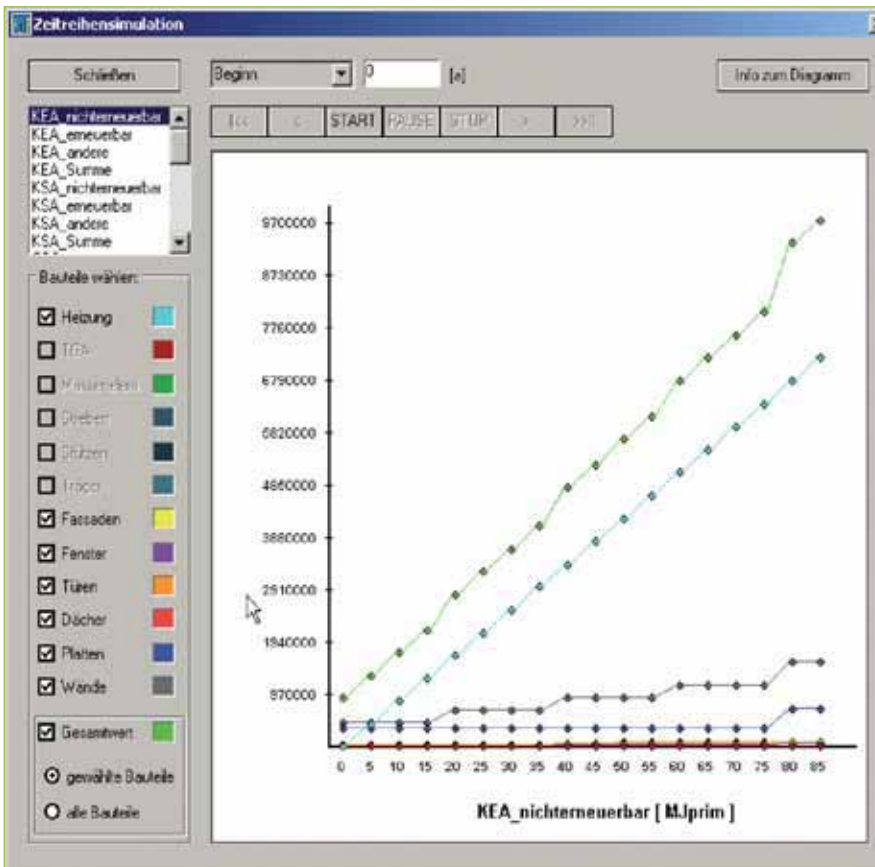 Zeitreihensimulation
Schließen
Beginn
0
[a]
Info zum Diagramm
KEA_nichterneuerbar
KEA_erneuerbar
KEA_andere
KEA_Summe
KSA_nichterneuerbar
KSA_erneuerbar
KSA_andere
KSA_Summe
I<<
<
START
PAUSE
STOP
>
>>I
Bauteile wählen:
Heizung
TGA
Stützen
Träger
Fassaden
Fenster
Türen
Dächer
Platten
Wände
Gesamtwert
gewählte Bauteile
alle Bauteile
9700000
8730000
7760000
6790000
5820000
4850000
3880000
2910000
1940000
970000
0 5 10 15 20 25 30 35 40 45 50 55 60 65 70 75 80 85
KEA_nichterneuerbar [ MJprim ]